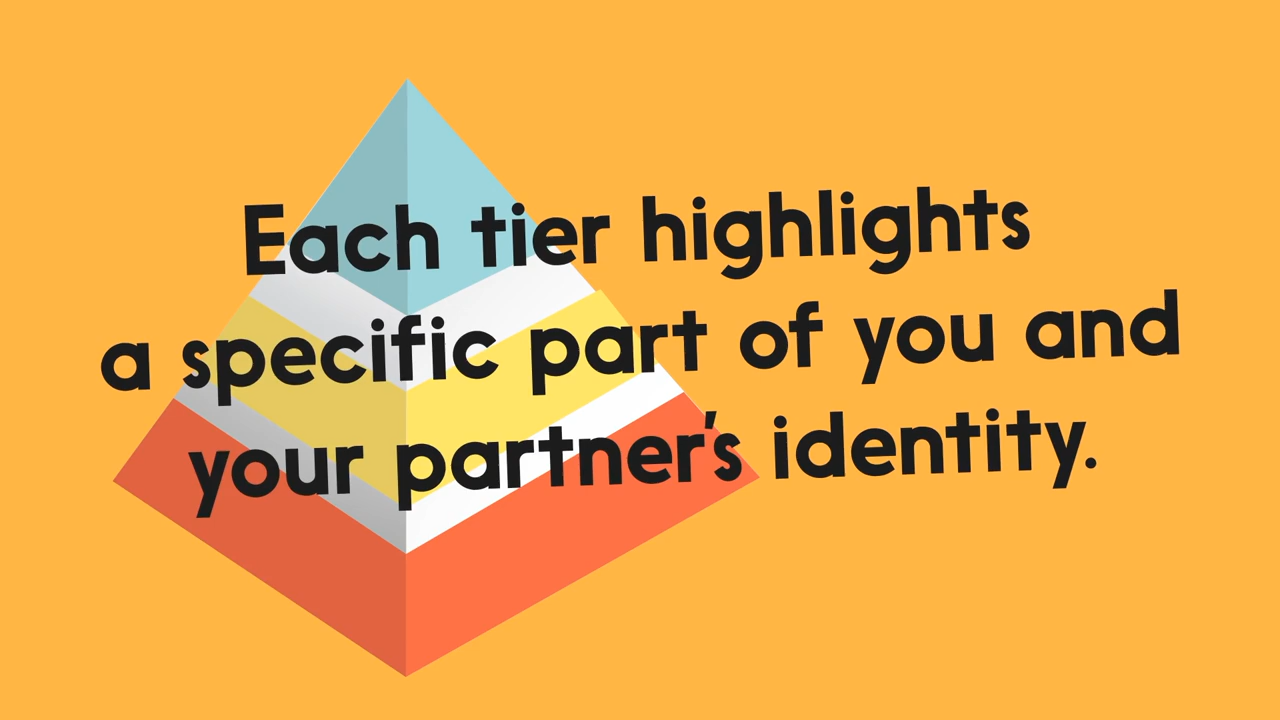 Each tier highlights
a specific part of you and
your partner's identity.